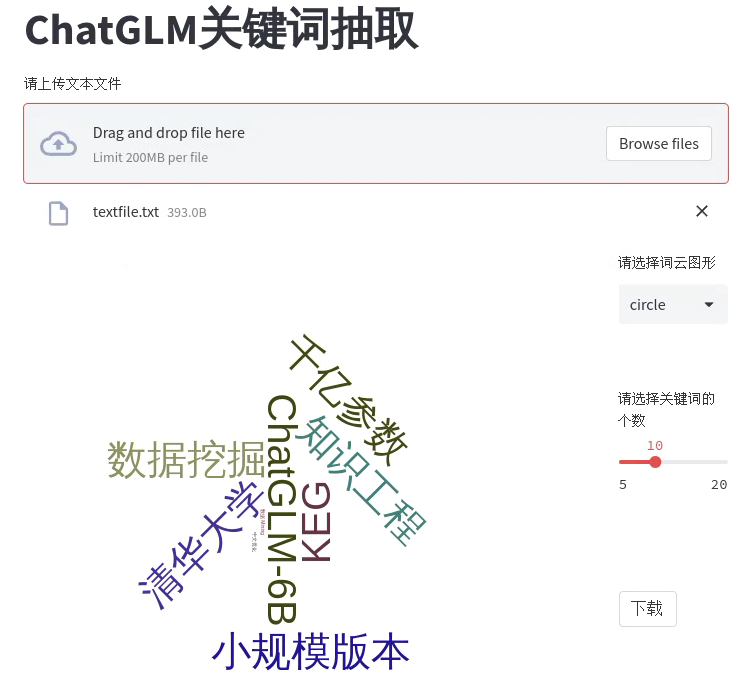 ChatGLM关键词抽取
请上传文本文件
Drag and drop file here
Limit 200MB per file
Browse files
textfile.txt 393.0B
请选择词云图形
circle
请选择关键词的
个数
10
5 20
下载
千亿参数
ChatGLM-6B
知识工程
数据挖掘
KEG
清华大学
小规模版本